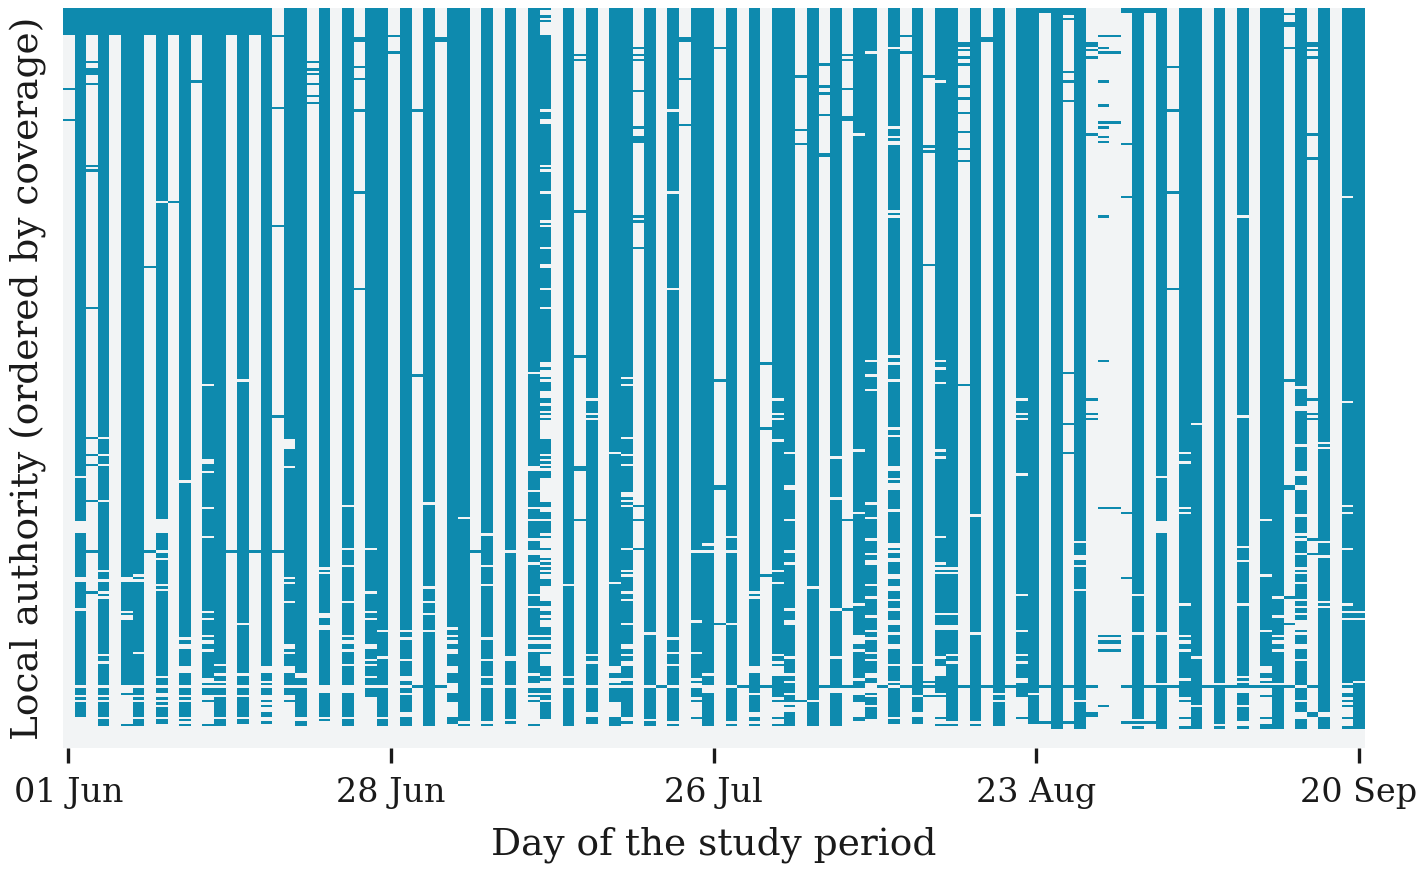 Local authority (ordered by coverage)
01 Jun
28 Jun
26 Jul
23 Aug
20 Sep
Day of the study period